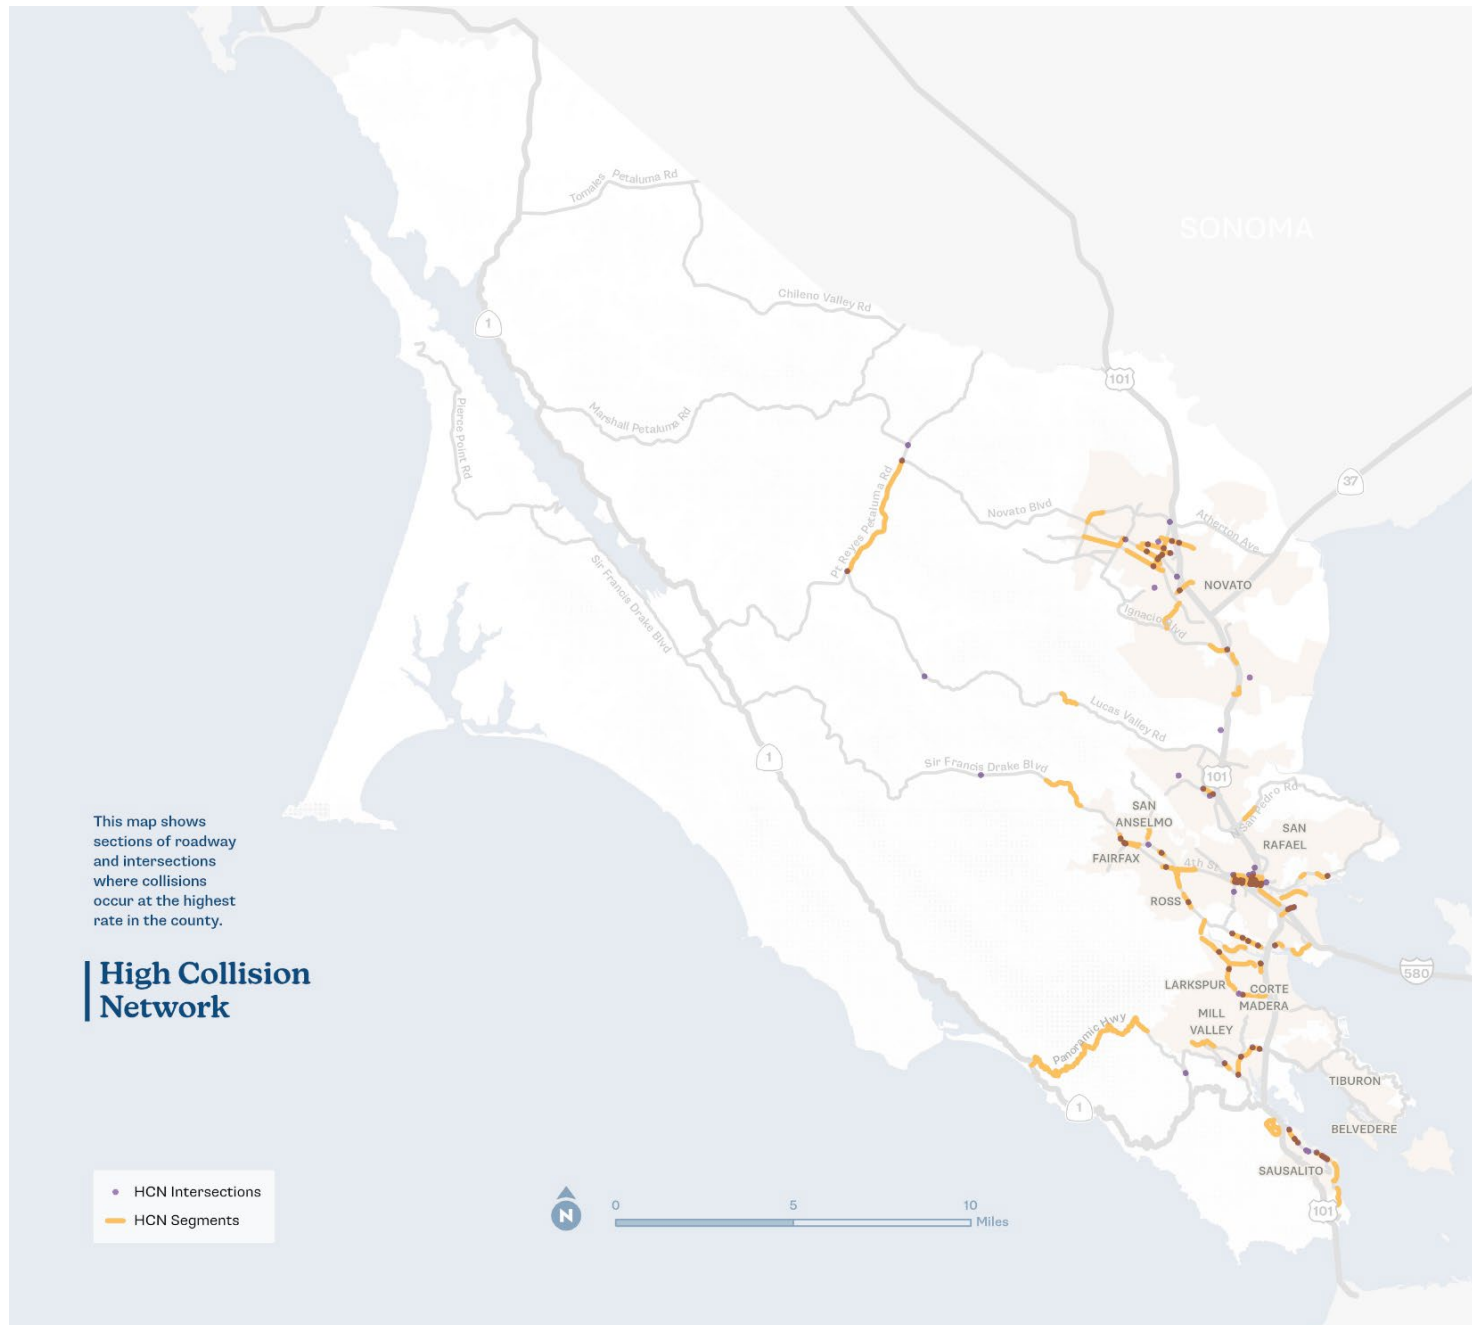 SONOMA
Tomales Petaluma Rd
Chileno Valley Rd
1
101
Marshall Petaluma Rd
Pierce Point Rd
37
Pt Reyes Petaluma Rd
Novato Blvd
Atherton Ave
Sir Francis Drake Blvd
NOVATO
Ignacio Blvd
Lucas Valley Rd
1
Sir Francis Drake Blvd
101
N San Pedro Rd
SAN
ANSELMO
SAN
RAFAEL
FAIRFAX
4th St
ROSS
This map shows
sections of roadway
and intersections
where collisions
occur at the highest
rate in the county.
High Collision
Network
580
LARKSPUR
CORTE
MADERA
MILL
VALLEY
Panoramic Hwy
TIBURON
1
BELVEDERE
SAUSALITO
101
HCN Intersections
HCN Segments
N
0 5 10
Miles